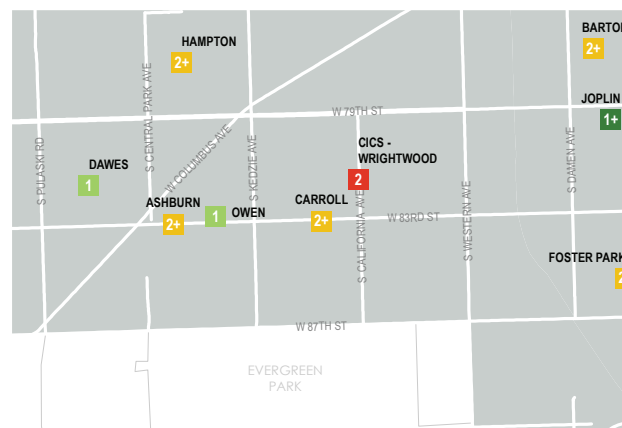 BARTON
HAMPTON
2+
2+
JOPLIN
1+
W 79TH ST
S CENTRAL PARK AVE
W COLUMBUS AVE
CICS -
WRIGHTWOOD
2
S PULASKI RD
DAWES
1
S KEDZIE AVE
S DAMEN AVE
ASHBURN
2+
1
OWEN
CARROLL
2+
W 83RD ST
S CALIFORNIA AVE
S WESTERN AVE
FOSTER PARK
W 87TH ST
EVERGREEN
PARK